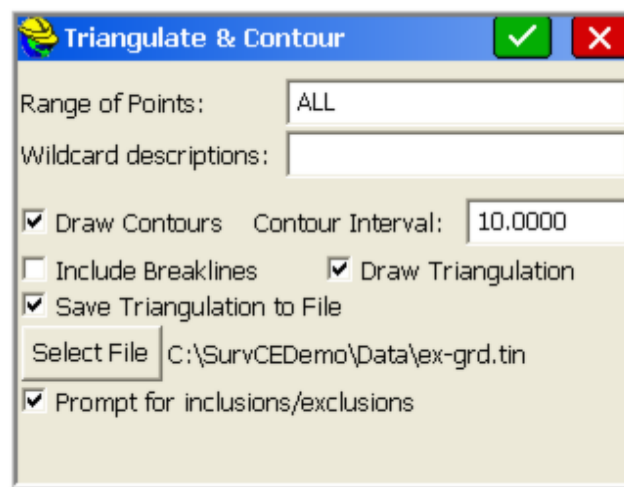 Triangulate & Contour
Range of Points: ALL
Wildcard descriptions:
Draw Contours Contour Interval: 10.0000
Include Breaklines Draw Triangulation
Save Triangulation to File
Select File C:\SurvCEDemo\Data\ex-grd.tin
Prompt for inclusions/exclusions